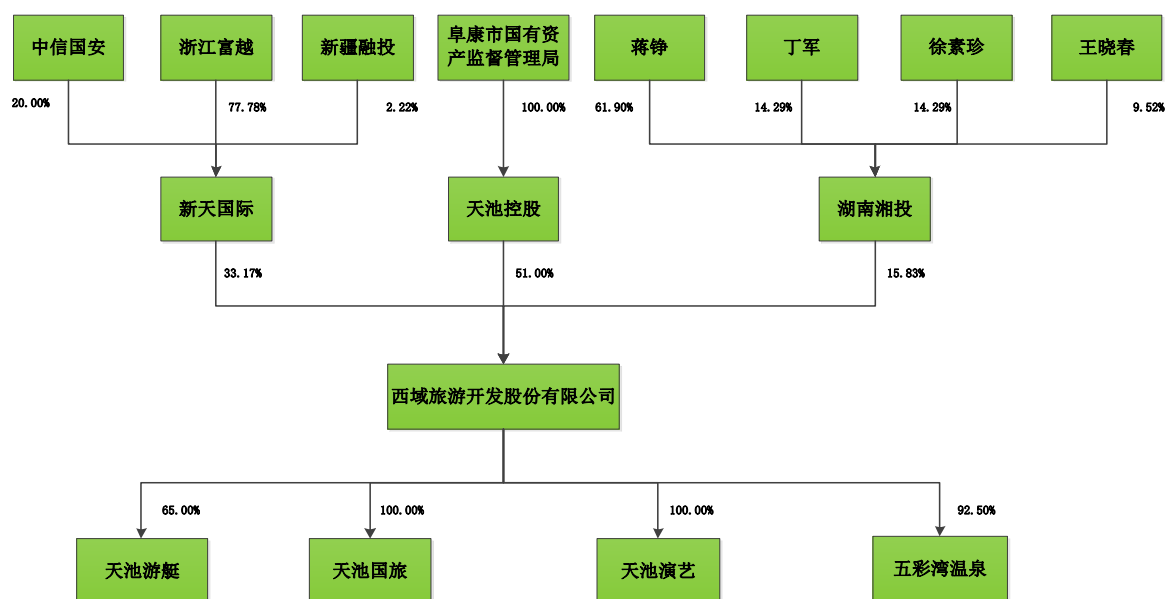 中信国安
浙江富越
新疆融投
阜康市国有资
产监督管理局
蒋铮
丁军
徐素珍
王晓春
20.00%
77.78%
2.22%
100.00%
61.90%
14.29%
14.29%
9.52%
新天国际
天池控股
湖南湘投
33.17%
51.00%
15.83%
西域旅游开发股份有限公司
65.00%
100.00%
100.00%
92.50%
天池游艇
天池国旅
天池演艺
五彩湾温泉